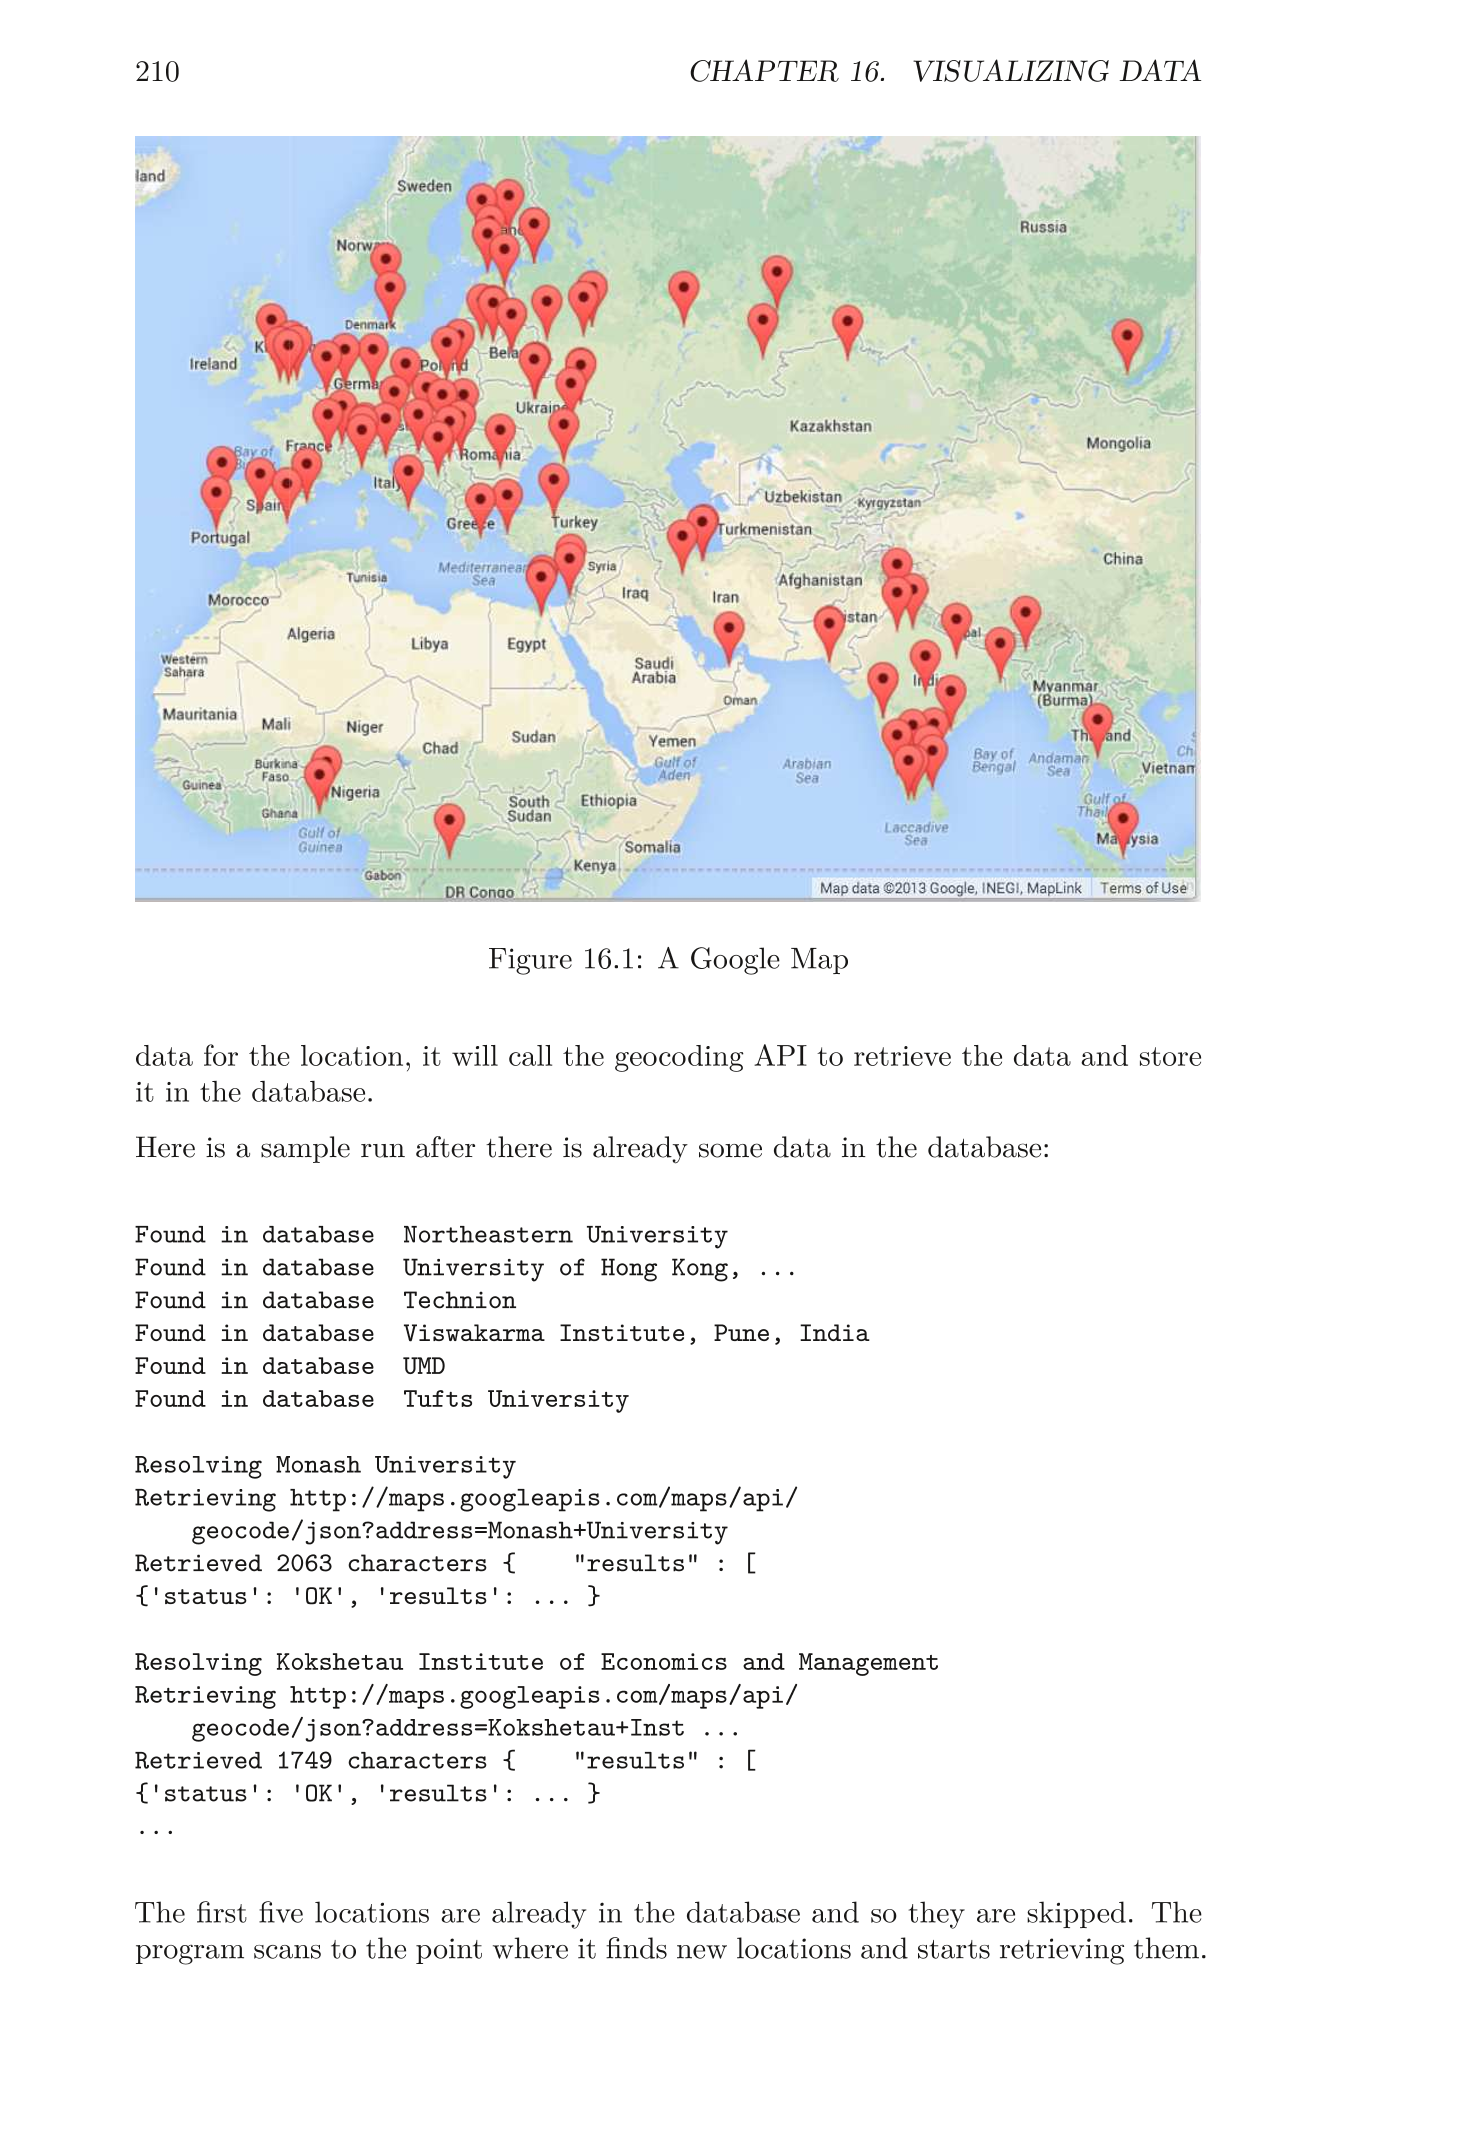 210 CHAPTER 16. VISUALIZING DATA
land
Sweden
Russia
Norw
Denmark
Ireland
K
Bela
Po nd
Germa
Ukrain
Kazakhstan
Mongolia
France
Bay of
Romania
Italy
Spain
Uzbekistan
Kyrgyzstan
Greece
Turkey
Turkmenistan
Portugal
China
Tunisia
Mediterranean
Sea
Syria
Afghanistan
Iraq
Iran
Morocco
istan
Algeria
Libya
Egypt
pal
Western
Sahara
Saudi
Arabia
Indi
Myanmar
(Burma)
Oman
Mauritania
Mali
Niger
Chad
Sudan
Yemen
Th and
Gulf of
Aden
Arabian
Sea
Bay of
Bengal
Andaman
Sea
Ch
Vietnam
Burkina
Faso
Guinea
Nigeria
Ghana
South
Sudan
Ethiopia
Gulf of
Thai
Gulf of
Guinea
Laccadive
Sea
Somalia
Ma ysia
Kenya
Gabon
DR Congo
Map data ©2013 Google, INEGI, MapLink Terms of Use
Figure 16.1: A Google Map
data for the location, it will call the geocoding API to retrieve the data and store
it in the database.
Here is a sample run after there is already some data in the database:
Found in database  Northeastern University
Found in database  University of Hong Kong, ...
Found in database  Technion
Found in database  Viswakarma Institute, Pune, India
Found in database  UMD
Found in database  Tufts University
Resolving Monash University
Retrieving http://maps.googleapis.com/maps/api/
    geocode/json?address=Monash+University
Retrieved 2063 characters {    "results" : [
{'status': 'OK', 'results': ... }
Resolving Kokshetau Institute of Economics and Management
Retrieving http://maps.googleapis.com/maps/api/
    geocode/json?address=Kokshetau+Inst ...
Retrieved 1749 characters {    "results" : [
{'status': 'OK', 'results': ... }
...
The first five locations are already in the database and so they are skipped. The
program scans to the point where it finds new locations and starts retrieving them.